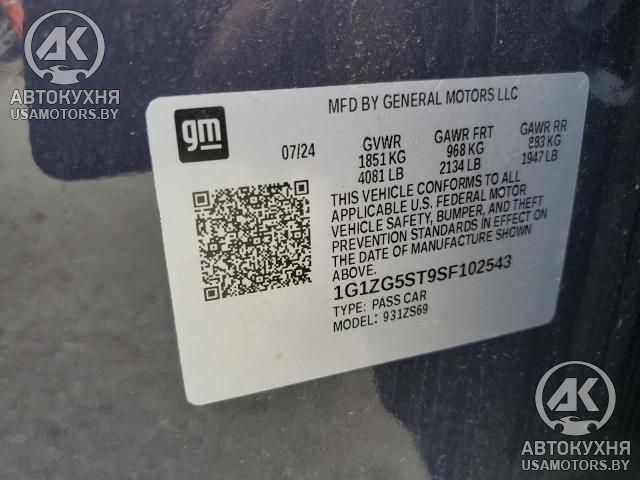 AK
АВТОКУХНЯ
USAMOTORS.BY
gm
MFD BY GENERAL MOTORS LLC
07/24
GVWR
1851 KG
4081 LB
GAWR FRT
968 KG
2134 LB
GAWR RR
883 KG
1947 LB
THIS VEHICLE CONFORMS TO ALL
APPLICABLE U.S. FEDERAL MOTOR
VEHICLE SAFETY, BUMPER, AND THEFT
PREVENTION STANDARDS IN EFFECT ON
THE DATE OF MANUFACTURE SHOWN
ABOVE.
1G1ZG5ST9SF102543
TYPE: PASS CAR
MODEL: 931ZS69
AK
АВТОКУХНЯ
USAMOTORS.BY